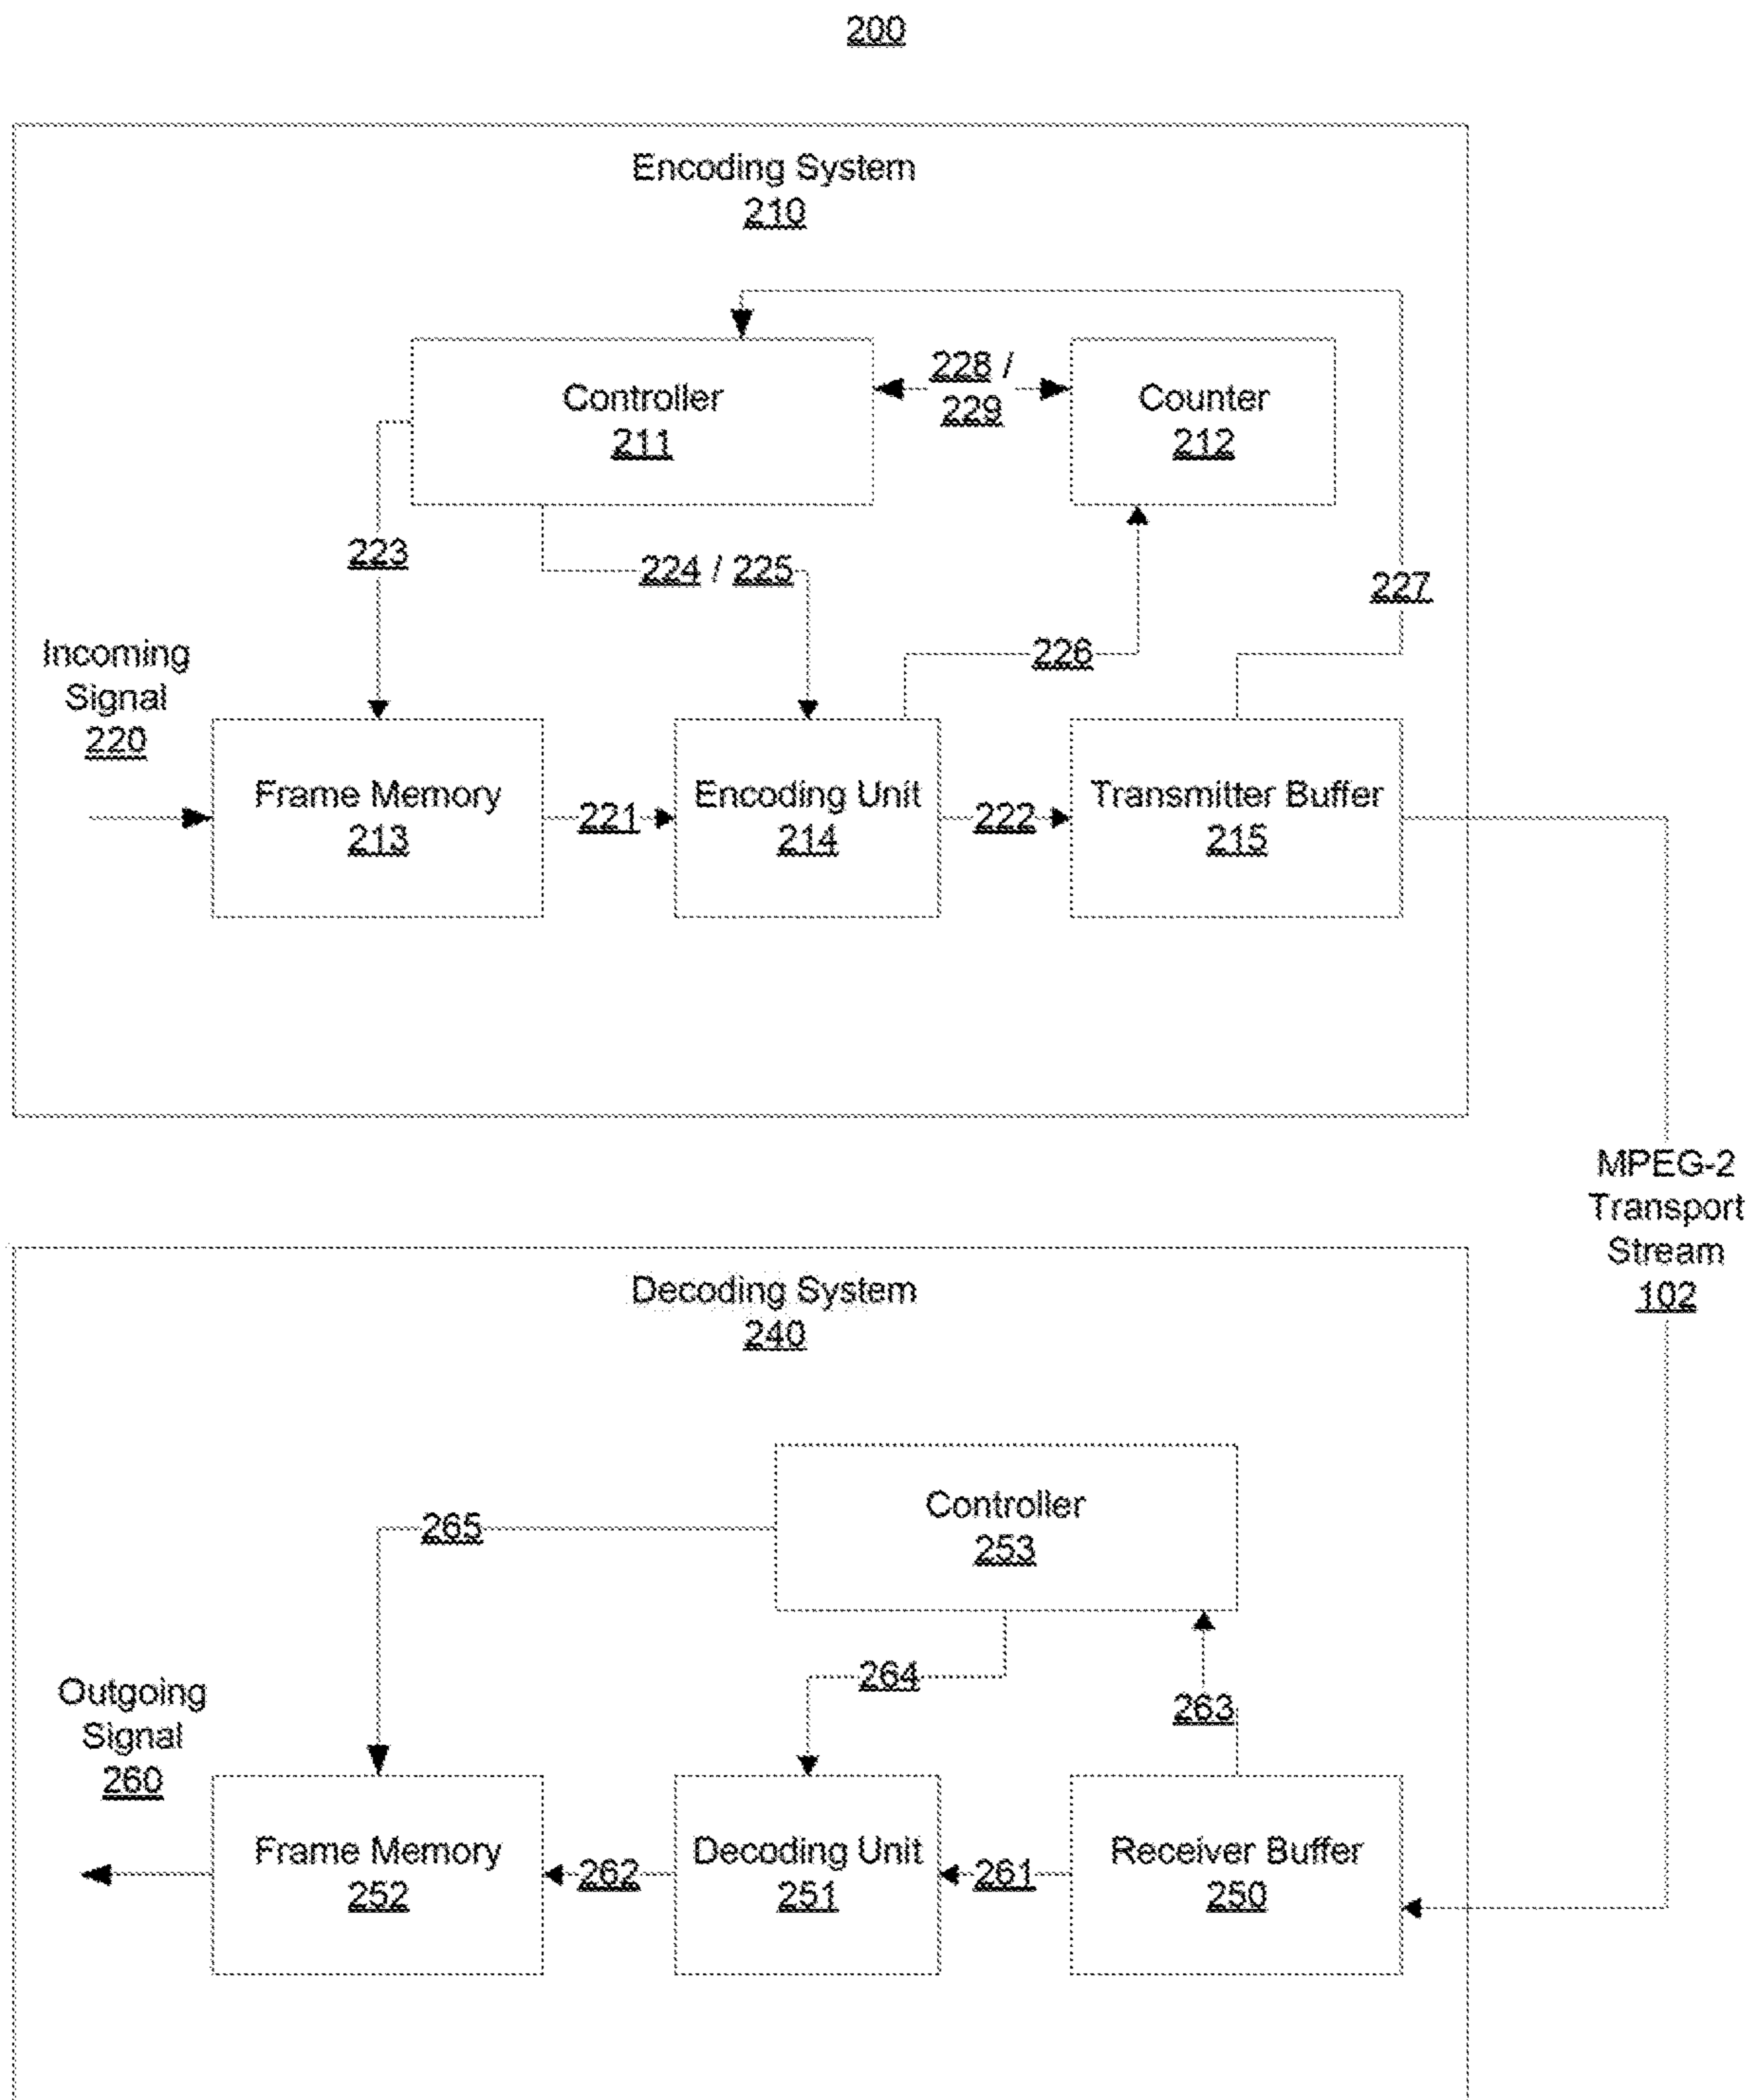 200
Encoding System
210
Controller
211
228 /
229
Counter
212
223
224 / 225
227
226
Incoming
Signal
220
Frame Memory
213
221
Encoding Unit
214
222
Transmitter Buffer
215
MPEG-2
Transport
Stream
102
Decoding System
240
Controller
253
265
264
263
Outgoing
Signal
260
Frame Memory
252
262
Decoding Unit
251
261
Receiver Buffer
250